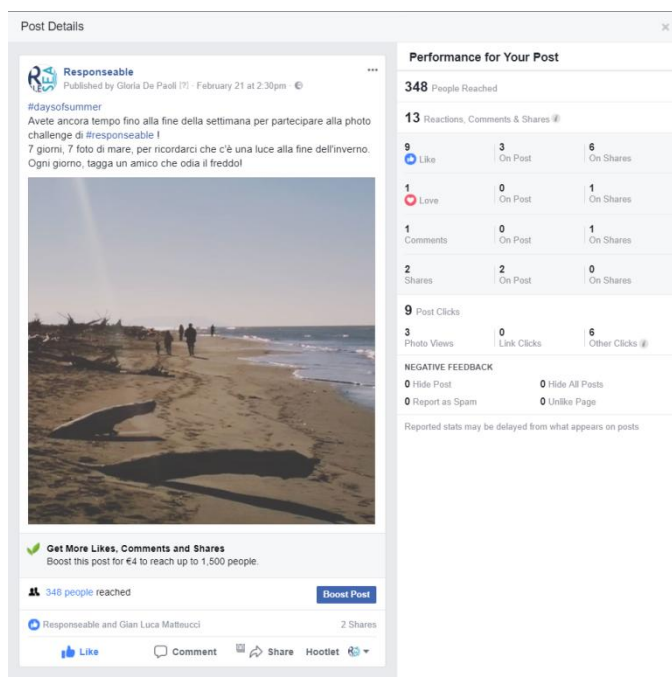 Post Details
Responseable
Published by Gloria De Paoli [?] · February 21 at 2:30pm ·
#daysofsummer
Avete ancora tempo fino alla fine della settimana per partecipare alla photo
challenge di #responseable !
7 giorni, 7 foto di mare, per ricordarci che c'è una luce alla fine dell'inverno.
Ogni giorno, tagga un amico che odia il freddo!
Get More Likes, Comments and Shares
Boost this post for €4 to reach up to 1,500 people.
348 people reached
Boost Post
Responseable and Gian Luca Matteucci
2 Shares
Like Comment Share Hootlet
Performance for Your Post
348 People Reached
13 Reactions, Comments & Shares
9 3 6
Like On Post On Shares
1 0 1
Love On Post On Shares
1 0 1
Comments On Post On Shares
2 2 0
Shares On Post On Shares
9 Post Clicks
3 0 6
Photo Views Link Clicks Other Clicks
NEGATIVE FEEDBACK
0 Hide Post 0 Hide All Posts
0 Report as Spam 0 Unlike Page
Reported stats may be delayed from what appears on posts